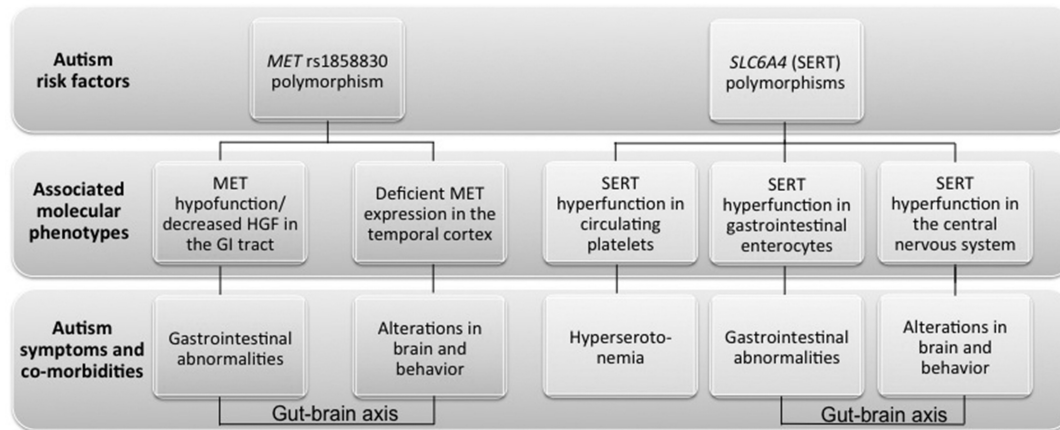 Autism
risk factors
MET rs1858830
polymorphism
SLC6A4 (SERT)
polymorphisms
Associated
molecular
phenotypes
MET
hypofunction/
decreased HGF in
the GI tract
Deficient MET
expression in the
temporal cortex
SERT
hyperfunction in
circulating
platelets
SERT
hyperfunction in
gastrointestinal
enterocytes
SERT
hyperfunction in
the central
nervous system
Autism
symptoms and
co-morbidities
Gastrointestinal
abnormalities
Alterations in
brain and
behavior
Hyperseroto-
nemia
Gastrointestinal
abnormalities
Alterations in
brain and
behavior
Gut-brain axis
Gut-brain axis